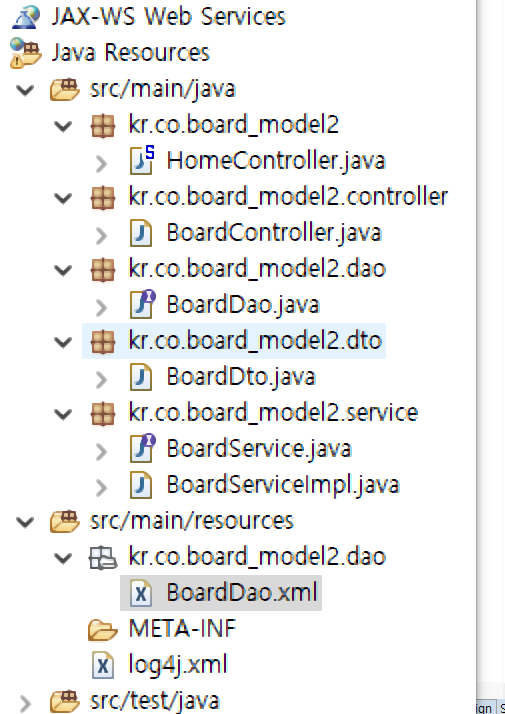 JAX-WS Web Services
Java Resources
src/main/java
kr.co.board_model2
HomeController.java
kr.co.board_model2.controller
BoardController.java
kr.co.board_model2.dao
BoardDao.java
kr.co.board_model2.dto
BoardDto.java
kr.co.board_model2.service
BoardService.java
BoardServiceImpl.java
src/main/resources
kr.co.board_model2.dao
BoardDao.xml
META-INF
log4j.xml
src/test/java
ign S